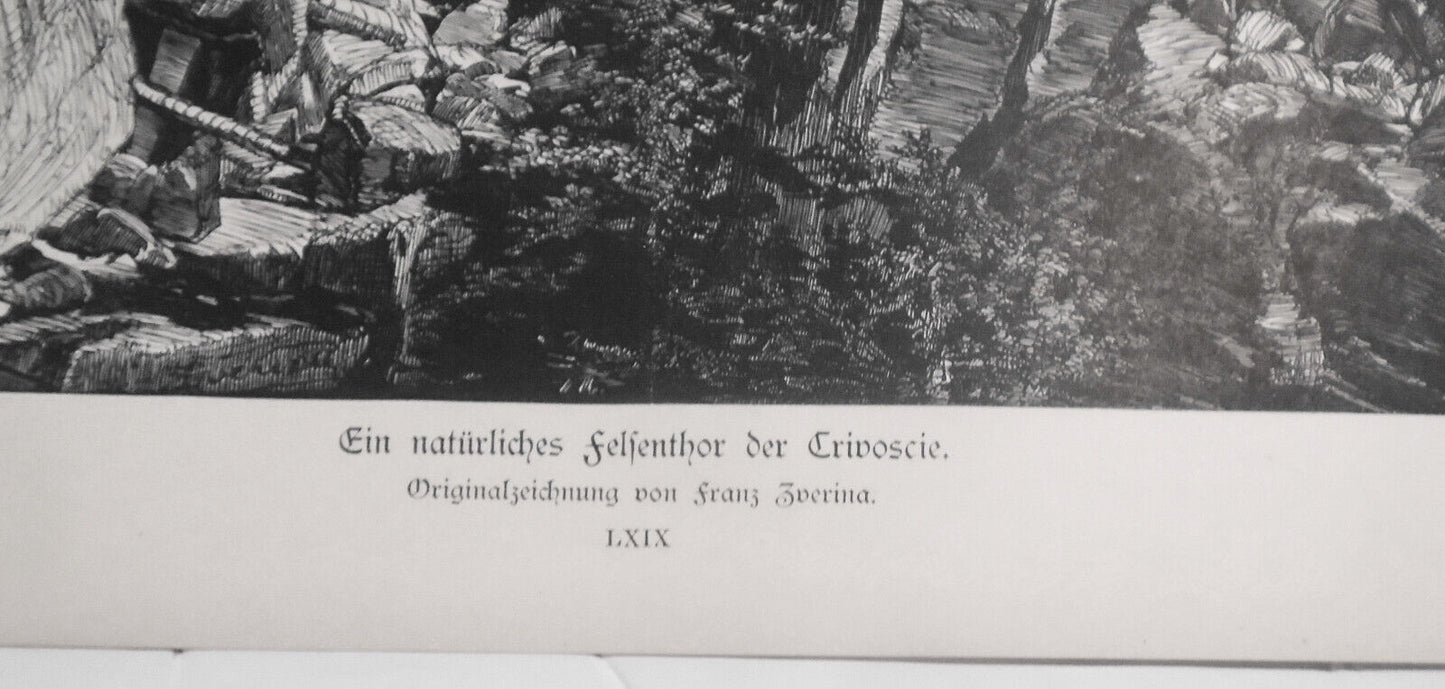 Ein natürliches Felsenthor der Crivoscie.
Originalzeichnung von Franz Zverina.
LXIX